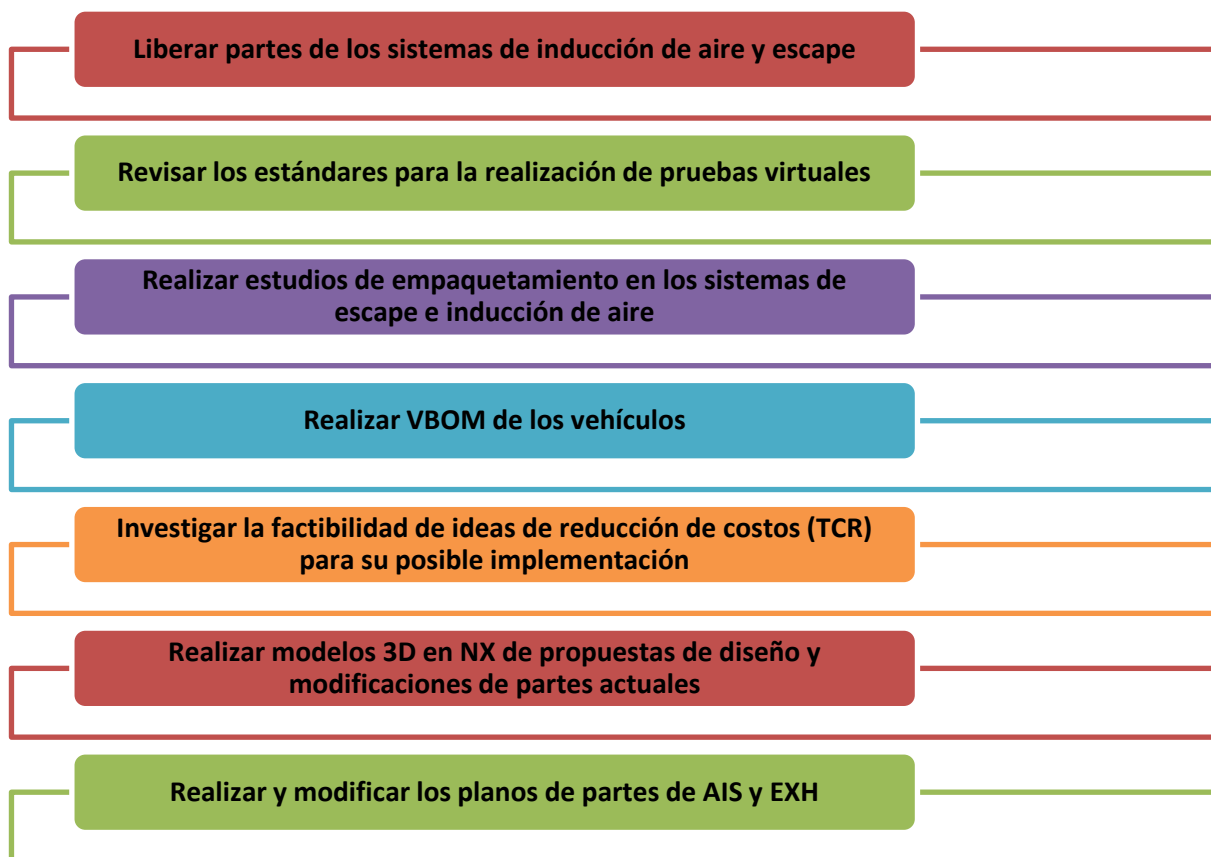 Liberar partes de los sistemas de inducción de aire y escape
Revisar los estándares para la realización de pruebas virtuales
Realizar estudios de empaquetamiento en los sistemas de
escape e inducción de aire
Realizar VBOM de los vehículos
Investigar la factibilidad de ideas de reducción de costos (TCR)
para su posible implementación
Realizar modelos 3D en NX de propuestas de diseño y
modificaciones de partes actuales
Realizar y modificar los planos de partes de AIS y EXH